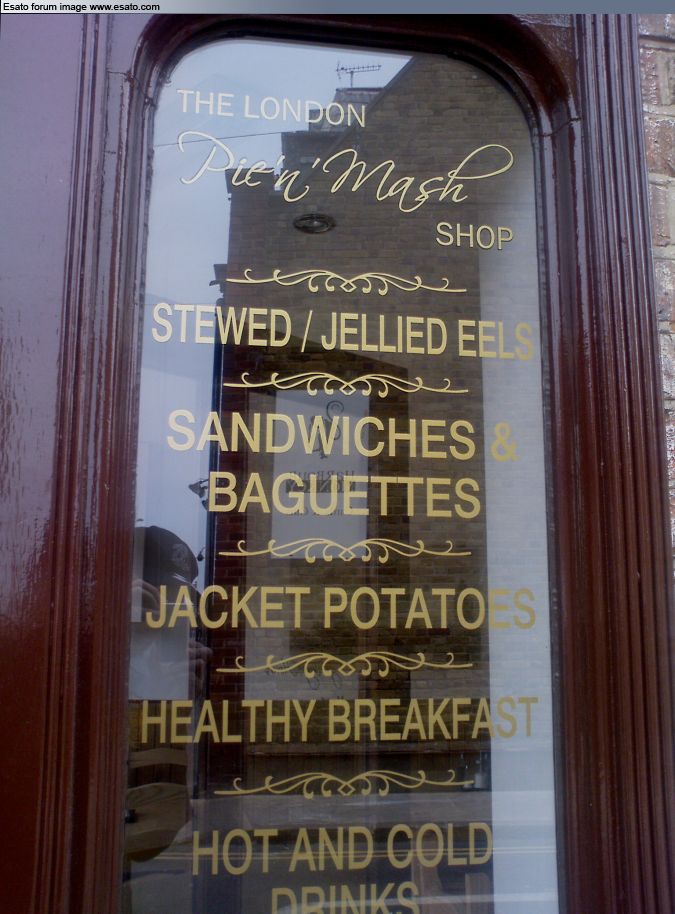 Esato forum image www.esato.com
THE LONDON
Pie 'n' Mash
SHOP
STEWED / JELLIED EELS
SANDWICHES &
BAGUETTES
JACKET POTATOES
HEALTHY BREAKFAST
HOT AND COLD
DRINKS